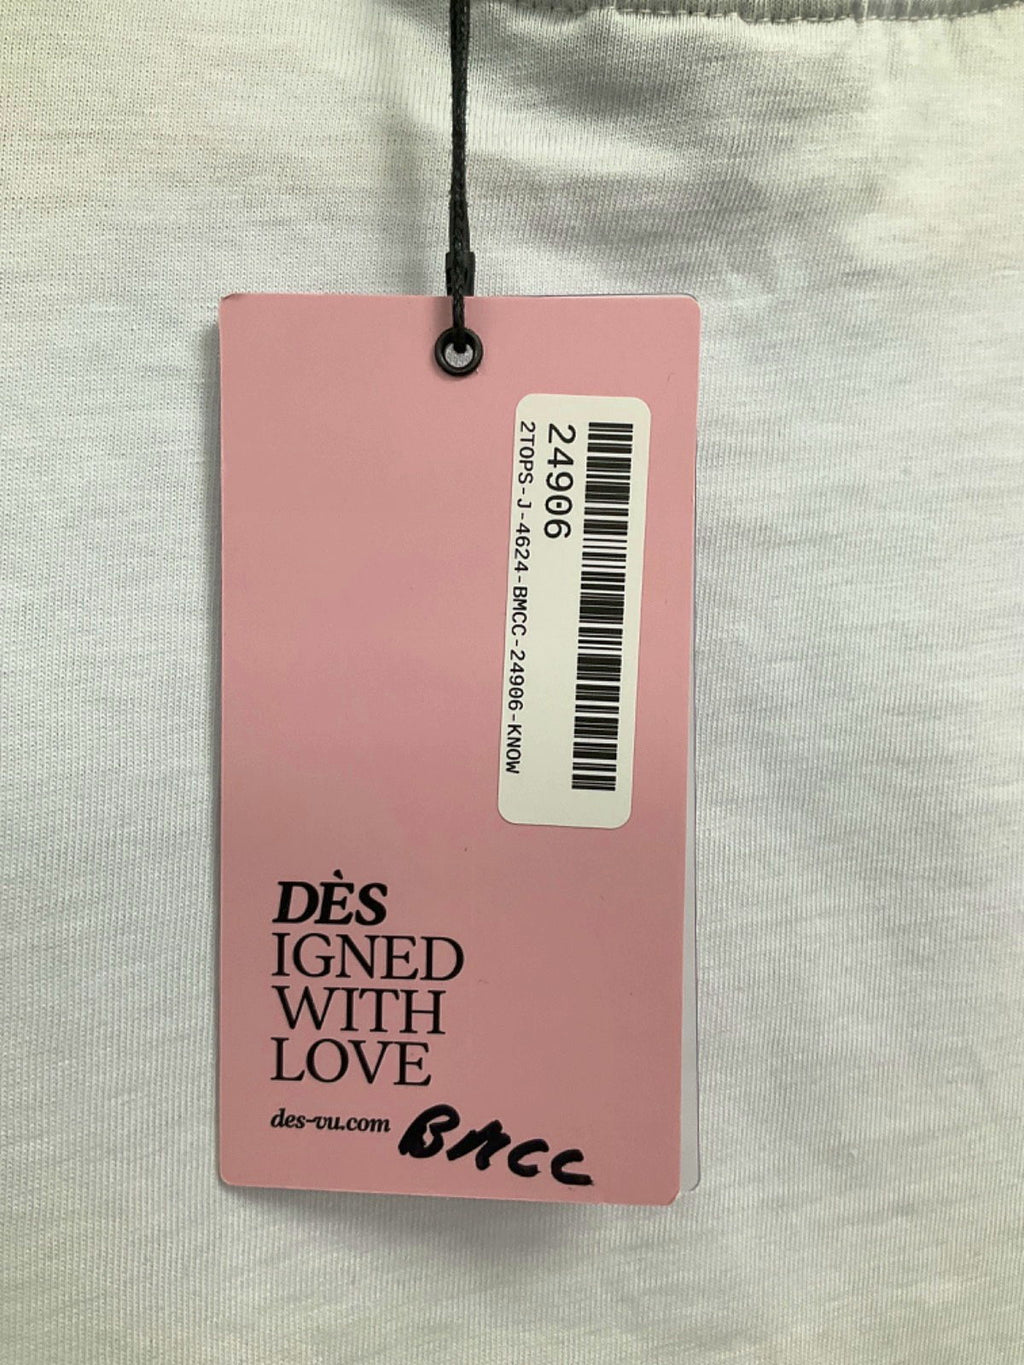 24906
2TOPS-J-4624-BMCC-24906-KNOW
DÈS
IGNED
WITH
LOVE
des-vu.com
BMCC